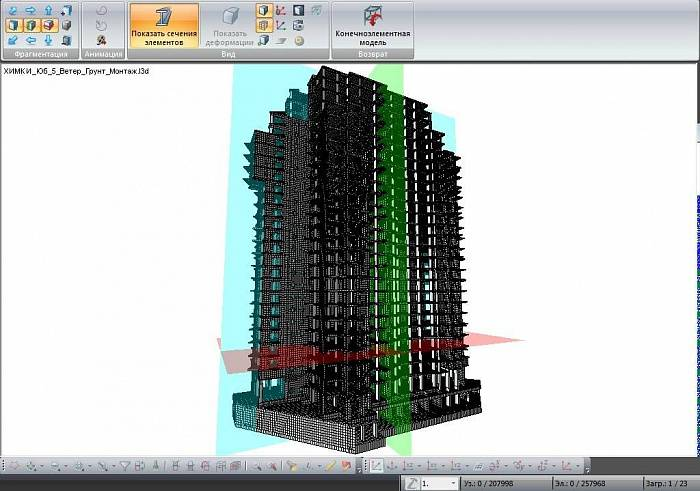 Показать сечения элементов
Показать деформации
Конечноэлементная модель
Фрагментация
Анимация
Вид
Возврат
ХИМКИ_Юб_5_Ветер_Грунт_Монтаж.l3d
1.
Уз.: 0 / 207998
Эл.: 0 / 257968
Загр.: 1 / 23